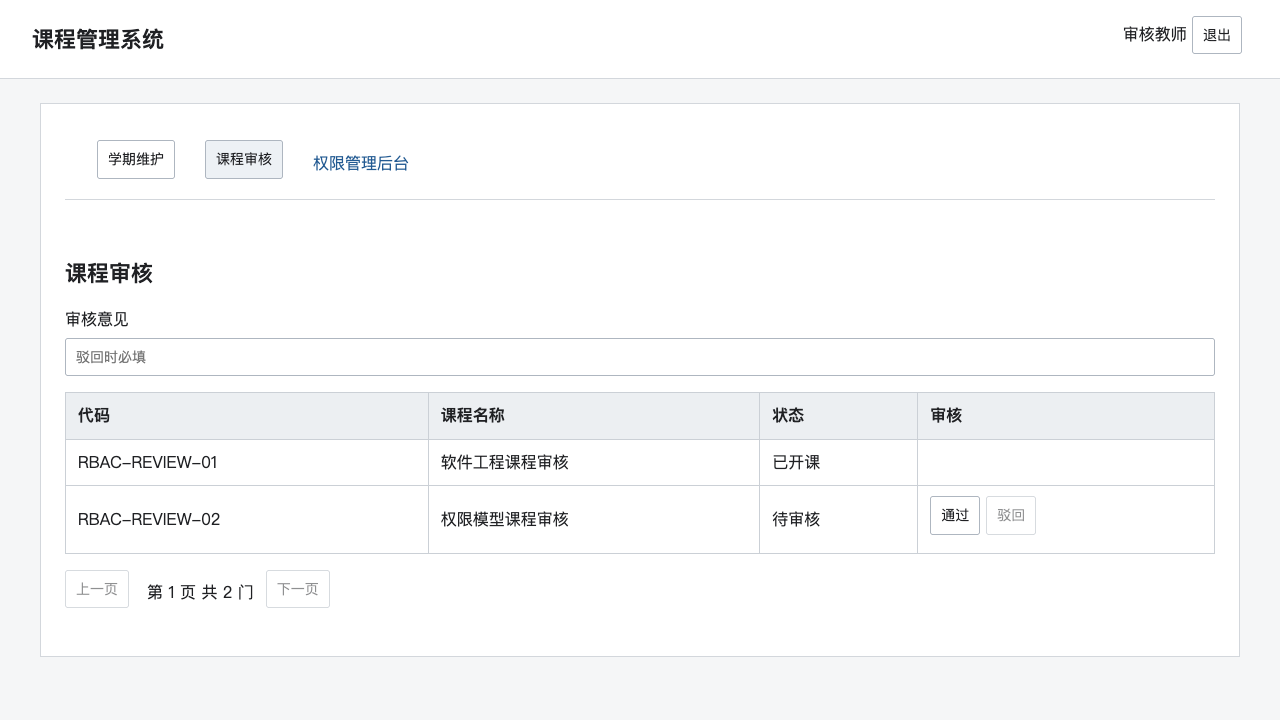 课程管理系统
审核教师 退出
学期维护 课程审核 权限管理后台
课程审核
审核意见
驳回时必填
代码 课程名称 状态 审核
RBAC-REVIEW-01 软件工程课程审核 已开课
RBAC-REVIEW-02 权限模型课程审核 待审核 通过 驳回
上一页 第 1 页 共 2 门 下一页